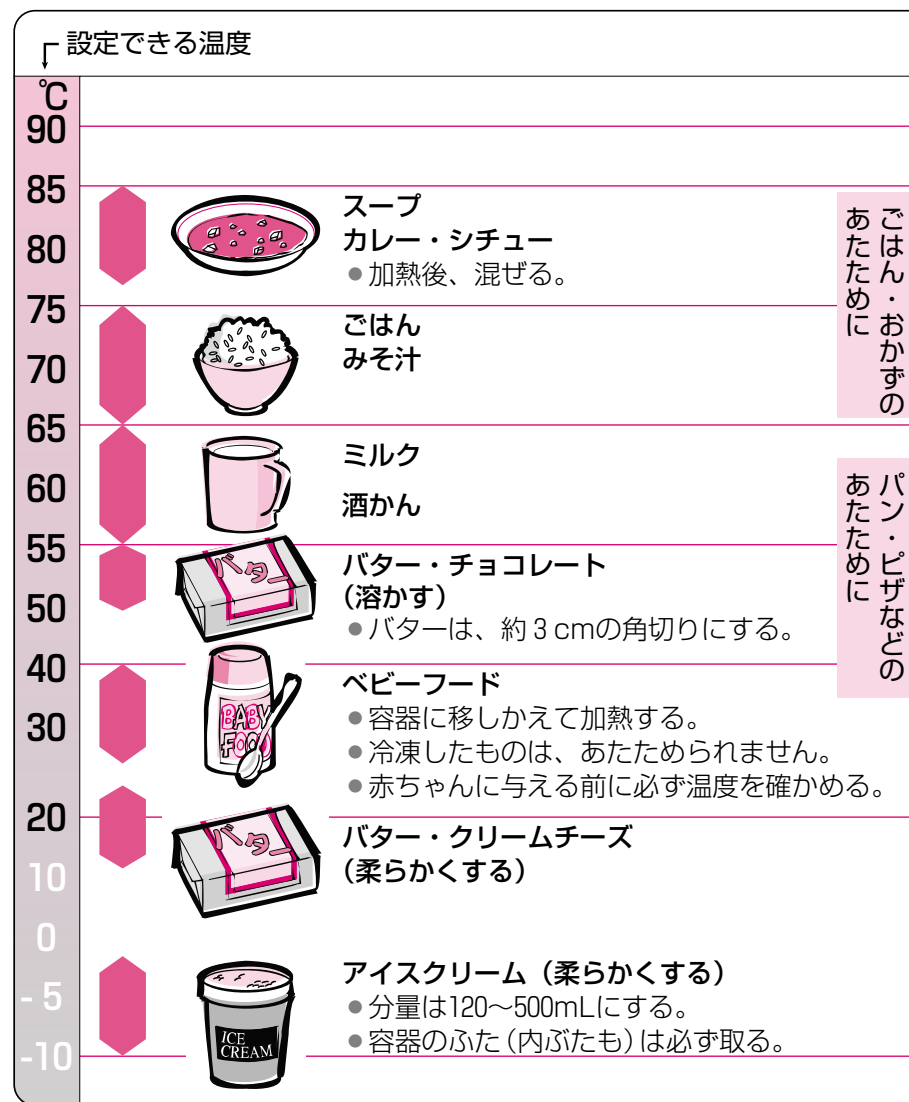 設定できる温度
℃
90
85
スープ
80
カレー・シチュー
●加熱後、混ぜる。
ごはん・おかずの
あたために
75
ごはん
みそ汁
70
65
ミルク
60
酒かん
パン・ピザなどの
あたために
55
バター
バター・チョコレート
(溶かす)
50
●バターは、約3cmの角切りにする。
40
BABY
FOOD
ベビーフード
30
●容器に移しかえて加熱する。
●冷凍したものは、あたためられません。
●赤ちゃんに与える前に必ず温度を確かめる。
20
バター
バター・クリームチーズ
(柔らかくする)
10
0
アイスクリーム(柔らかくする)
-5
●分量は120〜500mLにする。
ICE
CREAM
●容器のふた(内ぶたも)は必ず取る。
-10